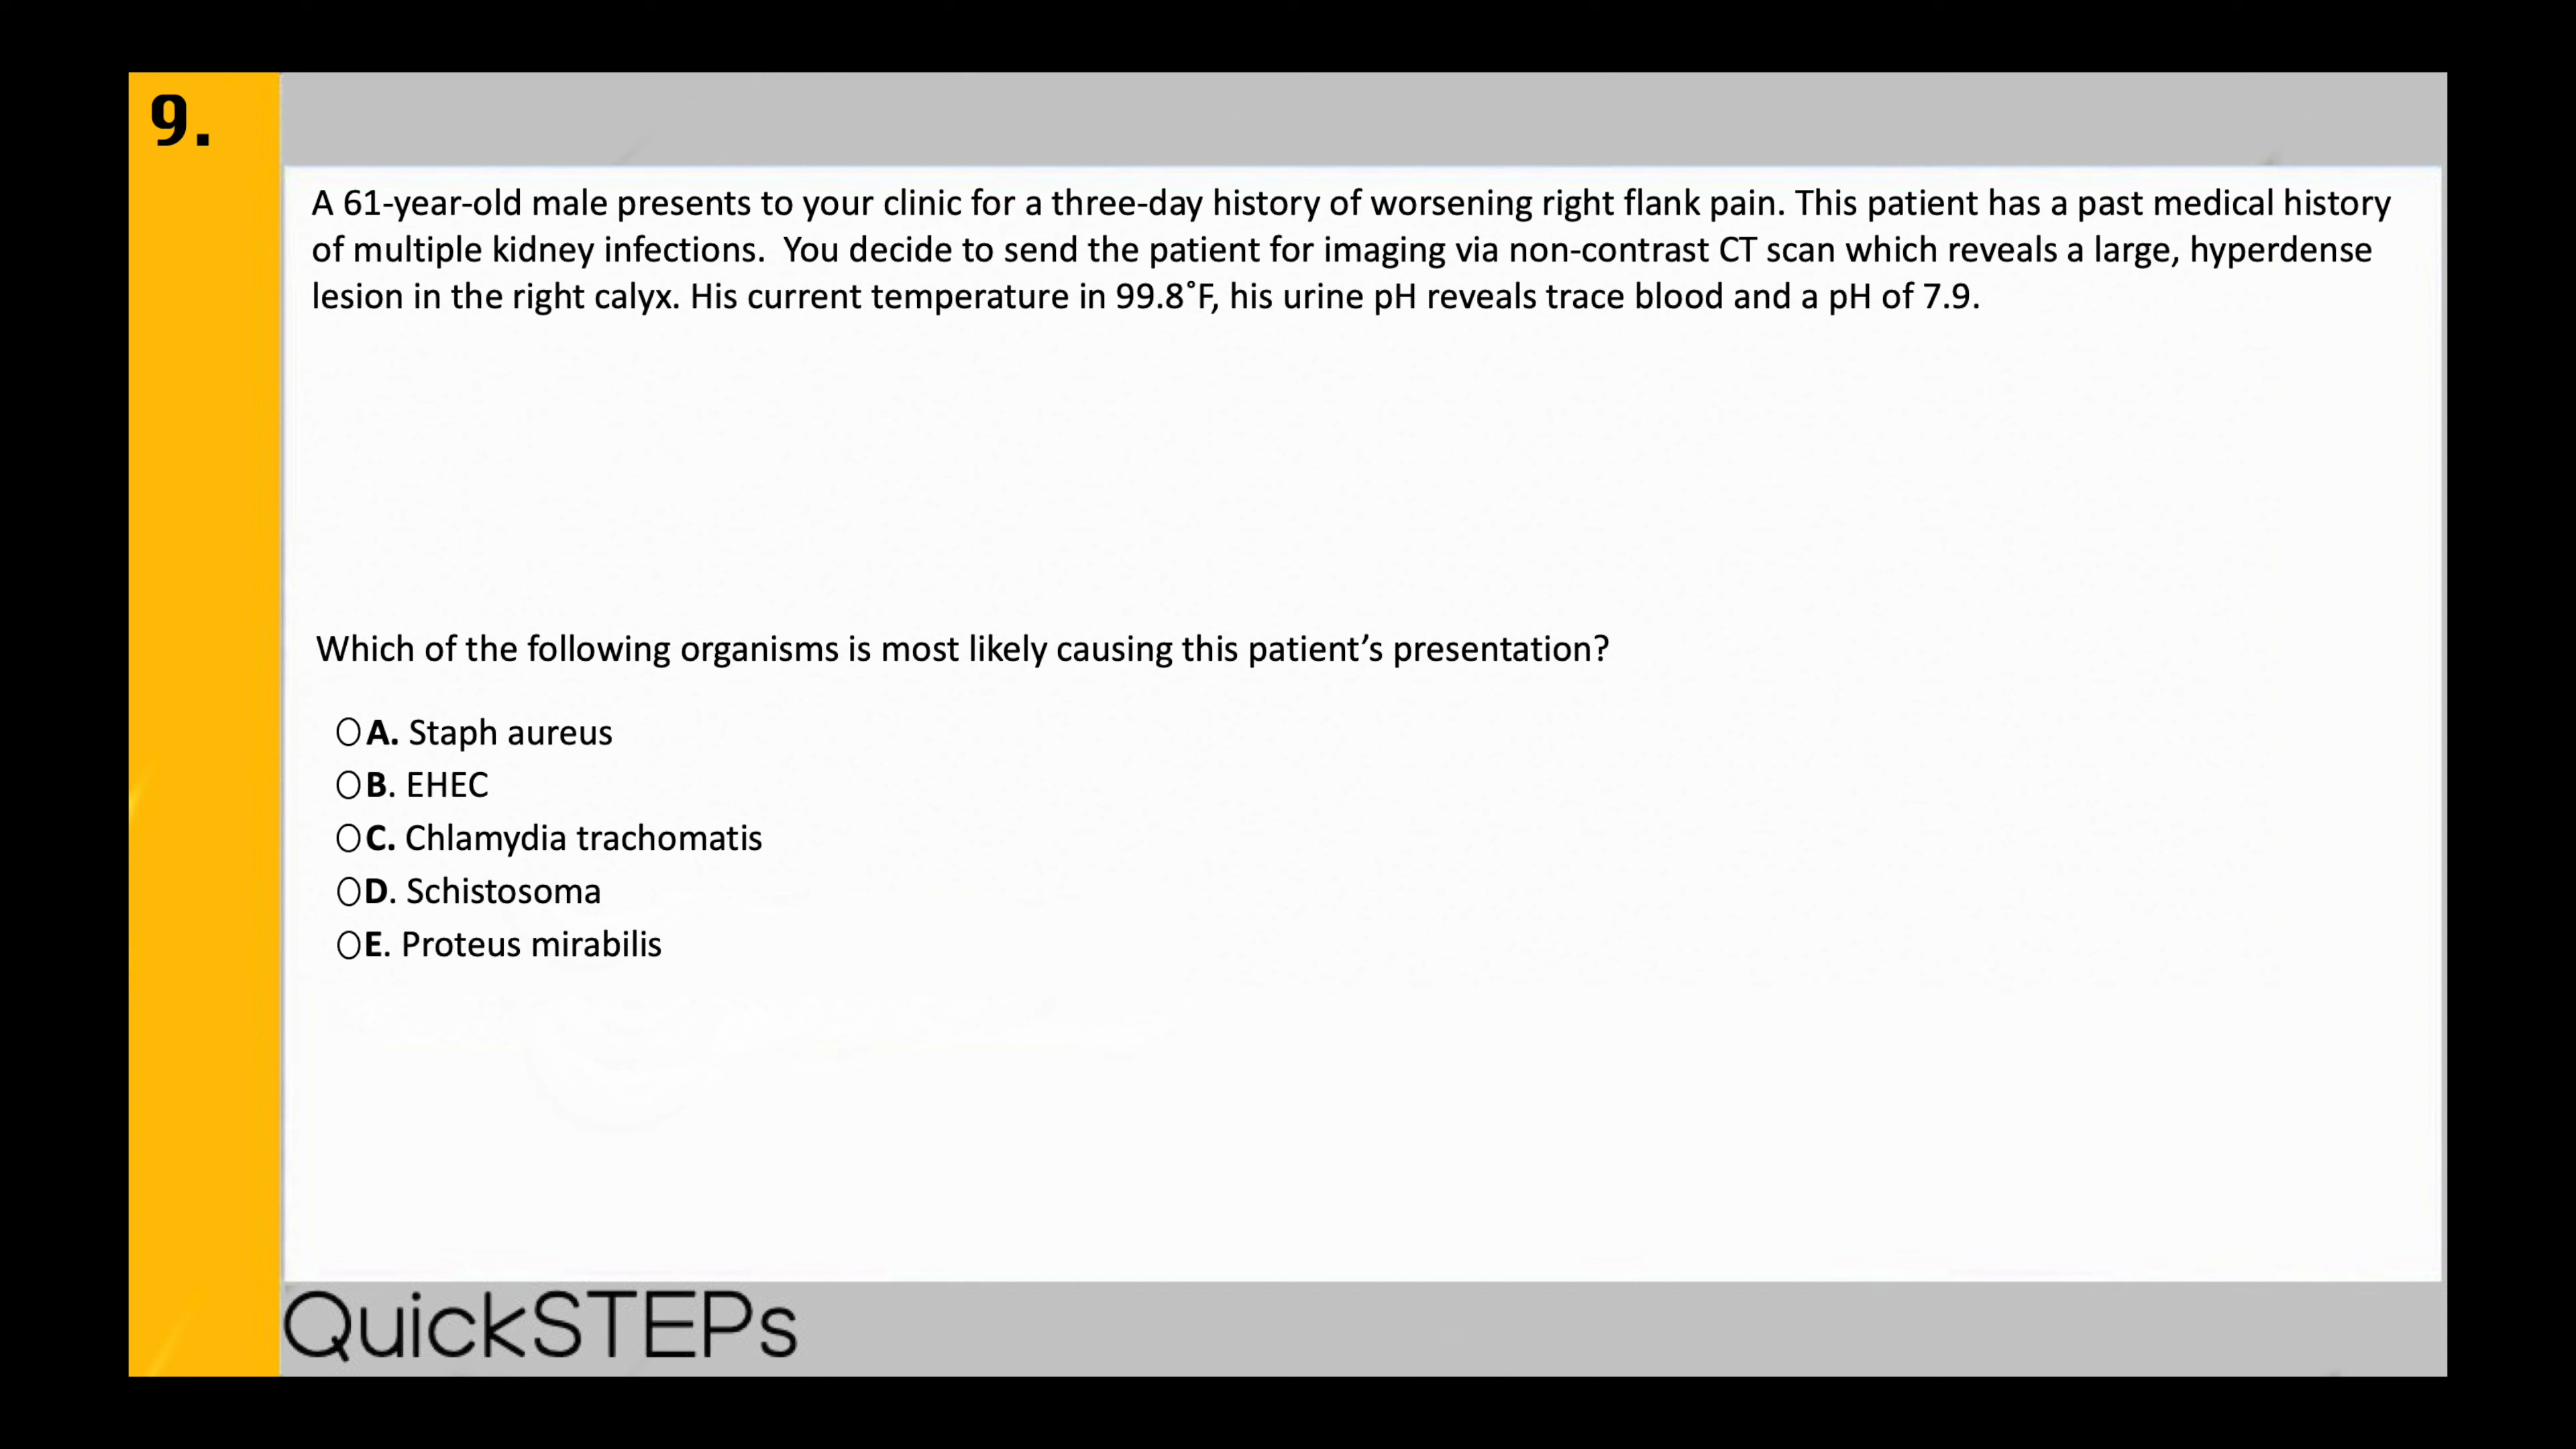 9.
A 61-year-old male presents to your clinic for a three-day history of worsening right flank pain. This patient has a past medical history
of multiple kidney infections.  You decide to send the patient for imaging via non-contrast CT scan which reveals a large, hyperdense
lesion in the right calyx. His current temperature in 99.8˚F, his urine pH reveals trace blood and a pH of 7.9.
Which of the following organisms is most likely causing this patient’s presentation?
A. Staph aureus
B. EHEC
C. Chlamydia trachomatis
D. Schistosoma
E. Proteus mirabilis
QuickSTEPs